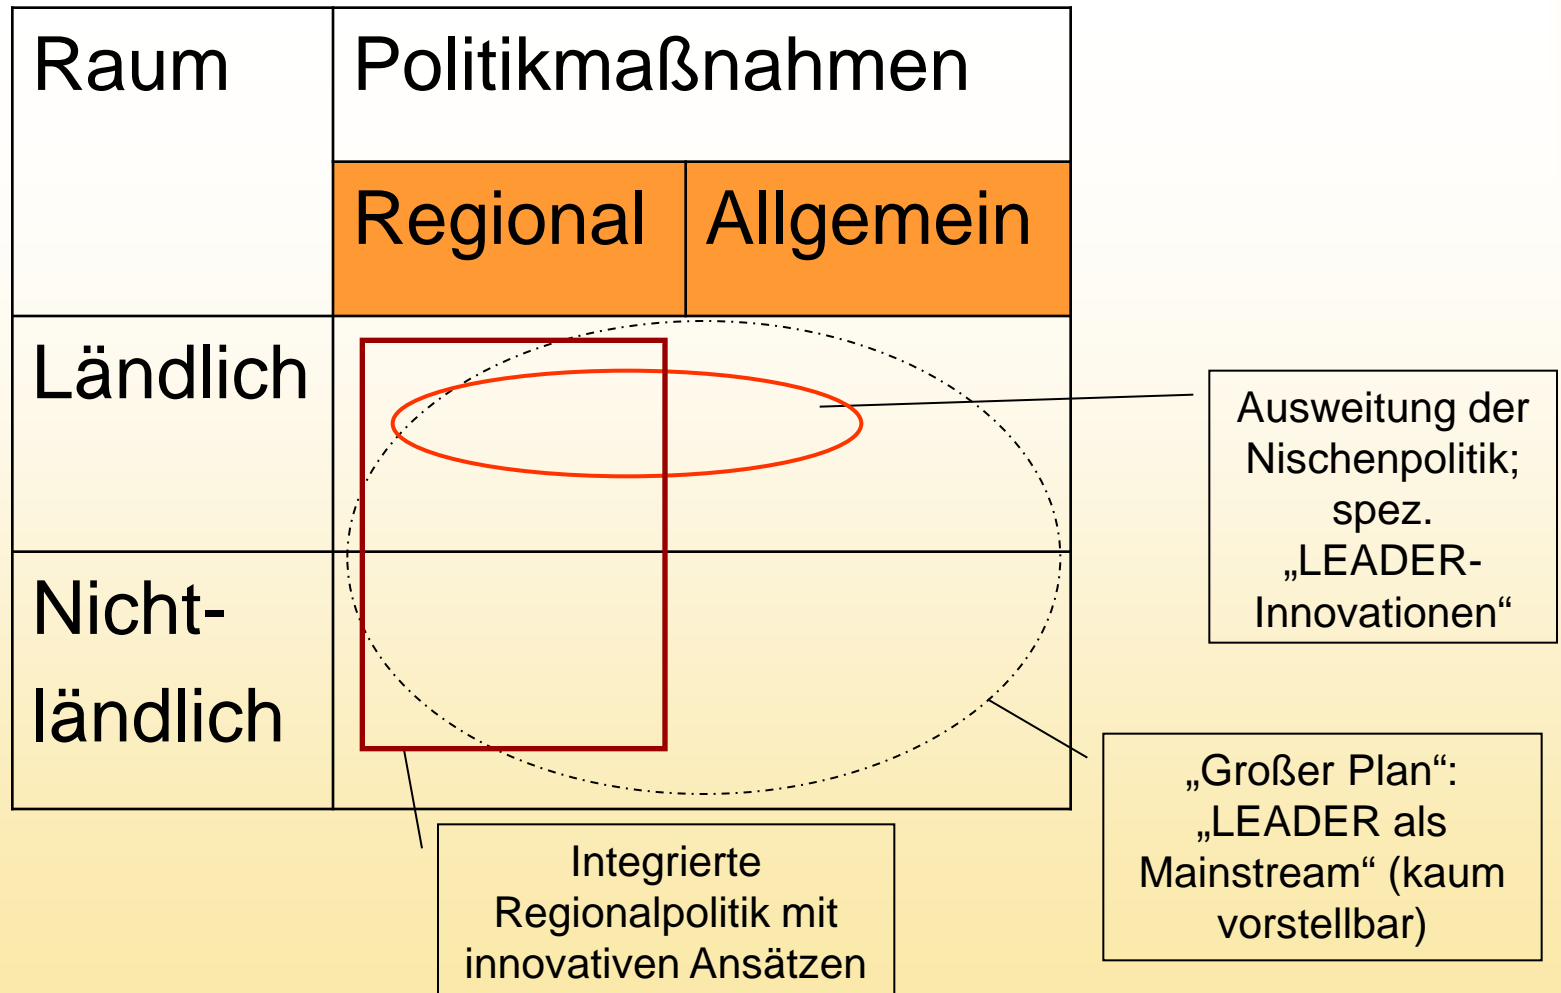 Raum
Politikmaßnahmen
Regional
Allgemein
Ländlich
Nicht-
ländlich
Ausweitung der
Nischenpolitik;
spez.
„LEADER-
Innovationen“
„Großer Plan“:
„LEADER als
Mainstream“ (kaum
vorstellbar)
Integrierte
Regionalpolitik mit
innovativen Ansätzen